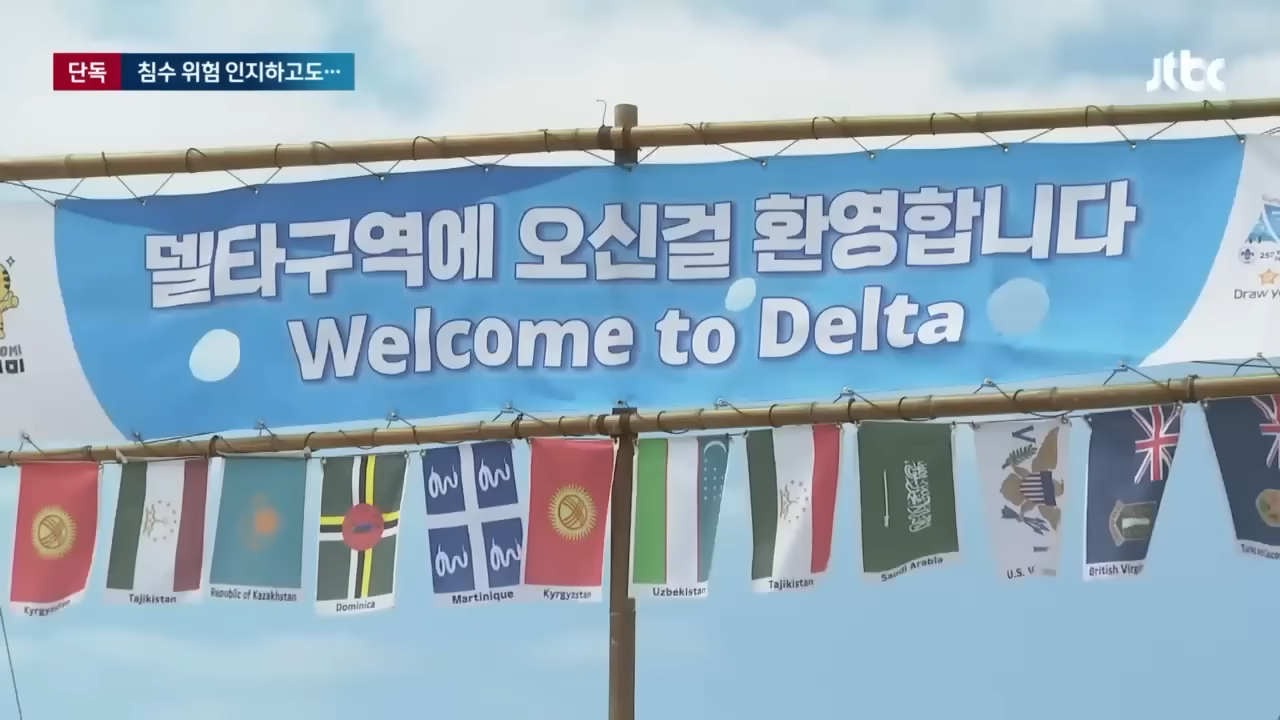 단독 침수 위험 인지하고도…
jtbc
델타구역에 오신걸 환영합니다
Welcome to Delta
Draw
Kyrgyzstan
Tajikistan
Republic of Kazakhstan
Dominica
Martinique
Kyrgyzstan
Uzbekistan
Tajikistan
Saudi Arabia
U.S.
British